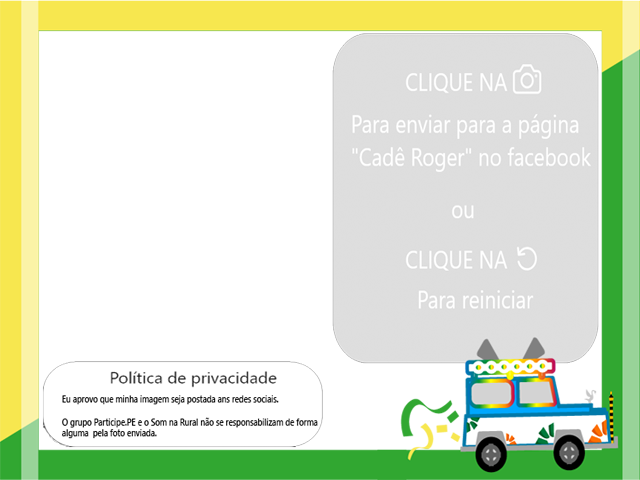 CLIQUE NA
Para enviar para a página
"Cadê Roger" no facebook
ou
CLIQUE NA
Para reiniciar
Política de privacidade
Eu aprovo que minha imagem seja postada ans redes sociais.
O grupo Participe.PE e o Som na Rural não se responsabilizam de forma
alguma pela foto enviada.